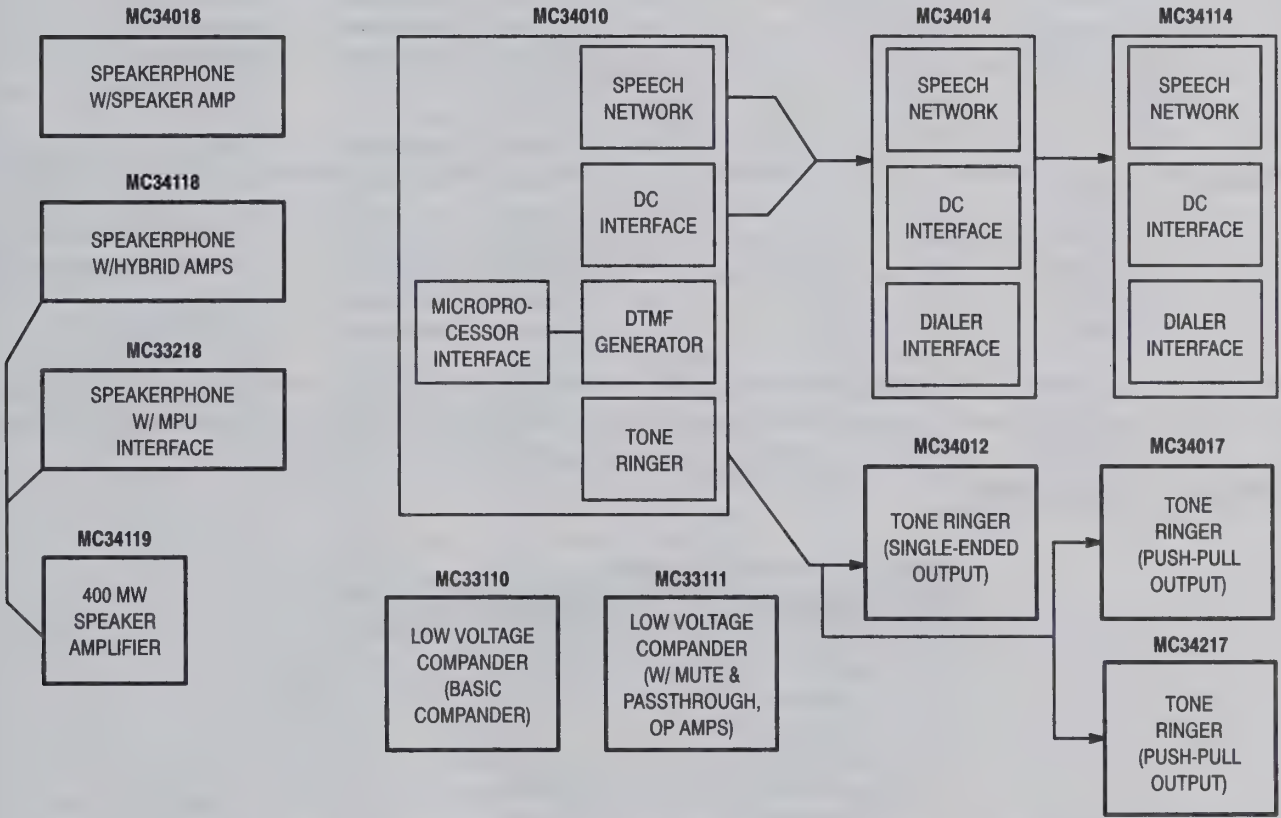 MC34018
SPEAKERPHONE
W/SPEAKER AMP
MC34118
SPEAKERPHONE
W/HYBRID AMPS
MC33218
SPEAKERPHONE
W/ MPU
INTERFACE
MC34119
400 MW
SPEAKER
AMPLIFIER
MC34010
SPEECH
NETWORK
DC
INTERFACE
MICROPRO-
CESSOR
INTERFACE
DTMF
GENERATOR
TONE
RINGER
MC34014
SPEECH
NETWORK
DC
INTERFACE
DIALER
INTERFACE
MC34114
SPEECH
NETWORK
DC
INTERFACE
DIALER
INTERFACE
MC33110
LOW VOLTAGE
COMPANDER
(BASIC
COMPANDER)
MC33111
LOW VOLTAGE
COMPANDER
(W/ MUTE &
PASSTHROUGH,
OP AMPS)
MC34012
TONE RINGER
(SINGLE-ENDED
OUTPUT)
MC34017
TONE
RINGER
(PUSH-PULL
OUTPUT)
MC34217
TONE
RINGER
(PUSH-PULL
OUTPUT)